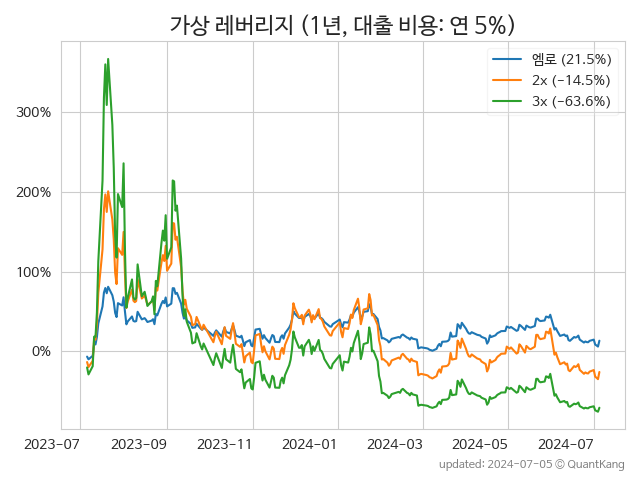 가상 레버리지 (1년, 대출 비용: 연 5%)
엠로 (21.5%)
2x (−14.5%)
3x (−63.6%)
300%
200%
100%
0%
2023-07 2023-09 2023-11 2024-01 2024-03 2024-05 2024-07
updated: 2024-07-05 © QuantKang